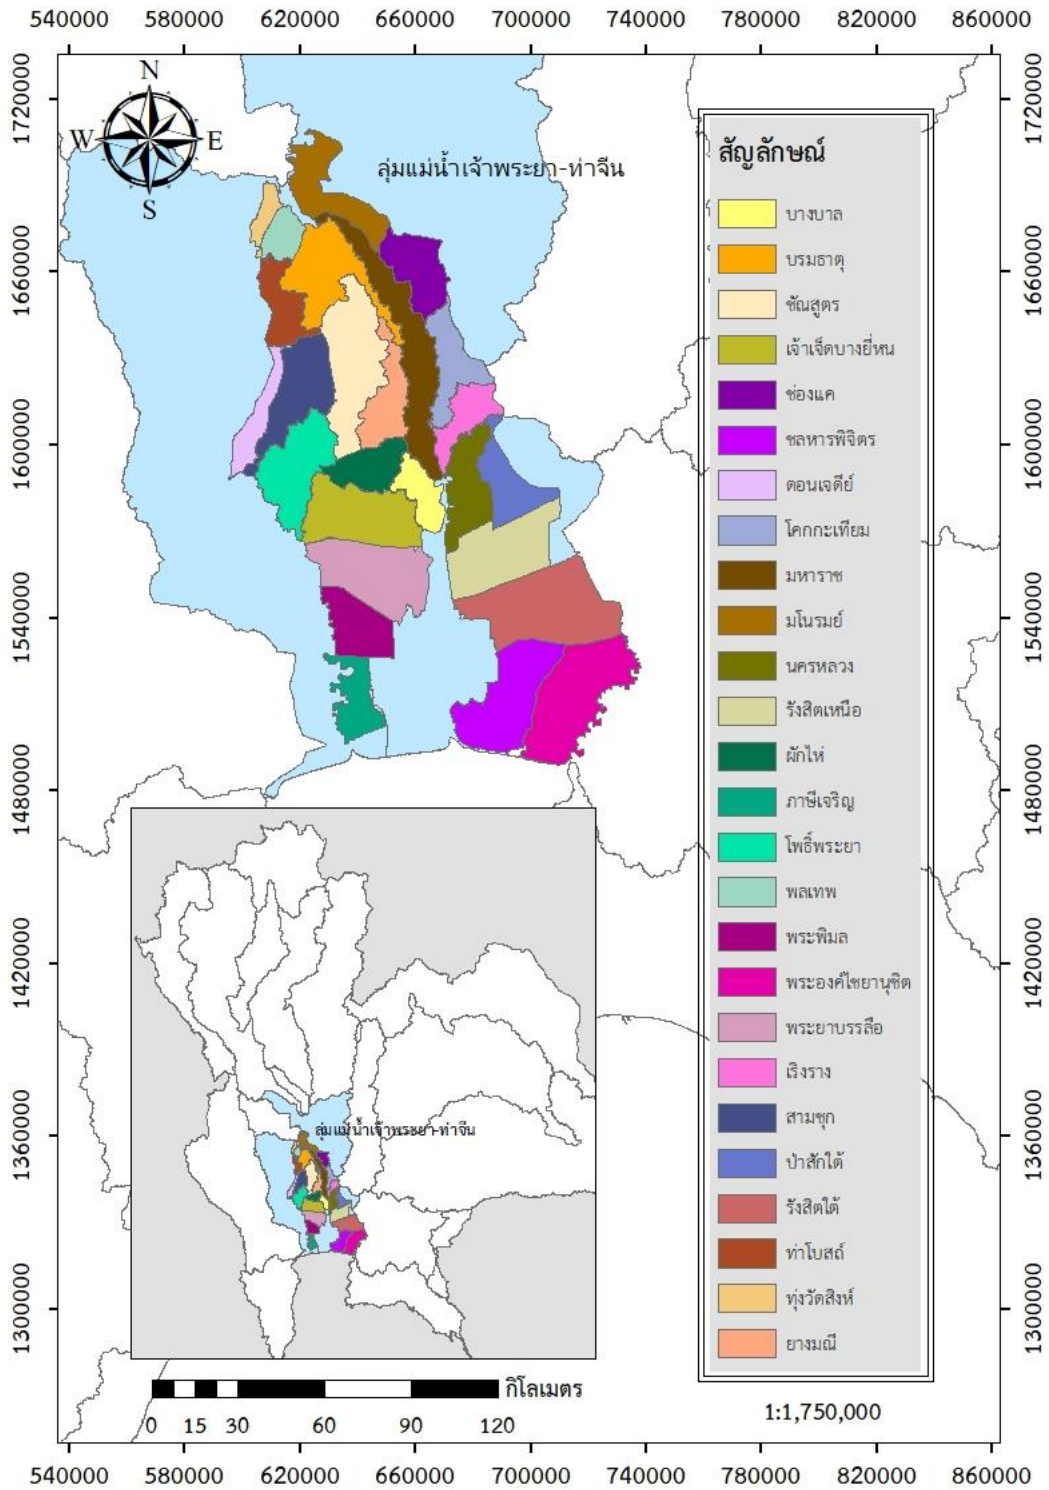 540000 580000 620000 660000 700000 740000 780000 820000 860000
1720000
1660000
1600000
1540000
1480000
1420000
1360000
1300000
N
W E
S
ลุ่มแม่น้ำเจ้าพระยา-ท่าจีน
สัญลักษณ์
บางบาล
บรมธาตุ
ชัณสูตร
เจ้าเจ็ดบางยี่หน
ช่องแค
ชลหารพิจิตร
ดอนเจดีย์
โคกกะเทียม
มหาราช
มโนรมย์
นครหลวง
รังสิตเหนือ
ผักไห่
ภาษีเจริญ
โพธิ์พระยา
พลเทพ
พระพิมล
พระองค์ไชยานุชิต
พระยาบรรลือ
เริงราง
สามชุก
ป่าสักใต้
รังสิตใต้
ท่าโบสถ์
ทุ่งวัดสิงห์
ยางมณี
1:1,750,000
ลุ่มแม่น้ำเจ้าพระยา-ท่าจีน
กิโลเมตร
0 15 30 60 90 120
1720000
1660000
1600000
1540000
1480000
1420000
1360000
1300000
540000 580000 620000 660000 700000 740000 780000 820000 860000